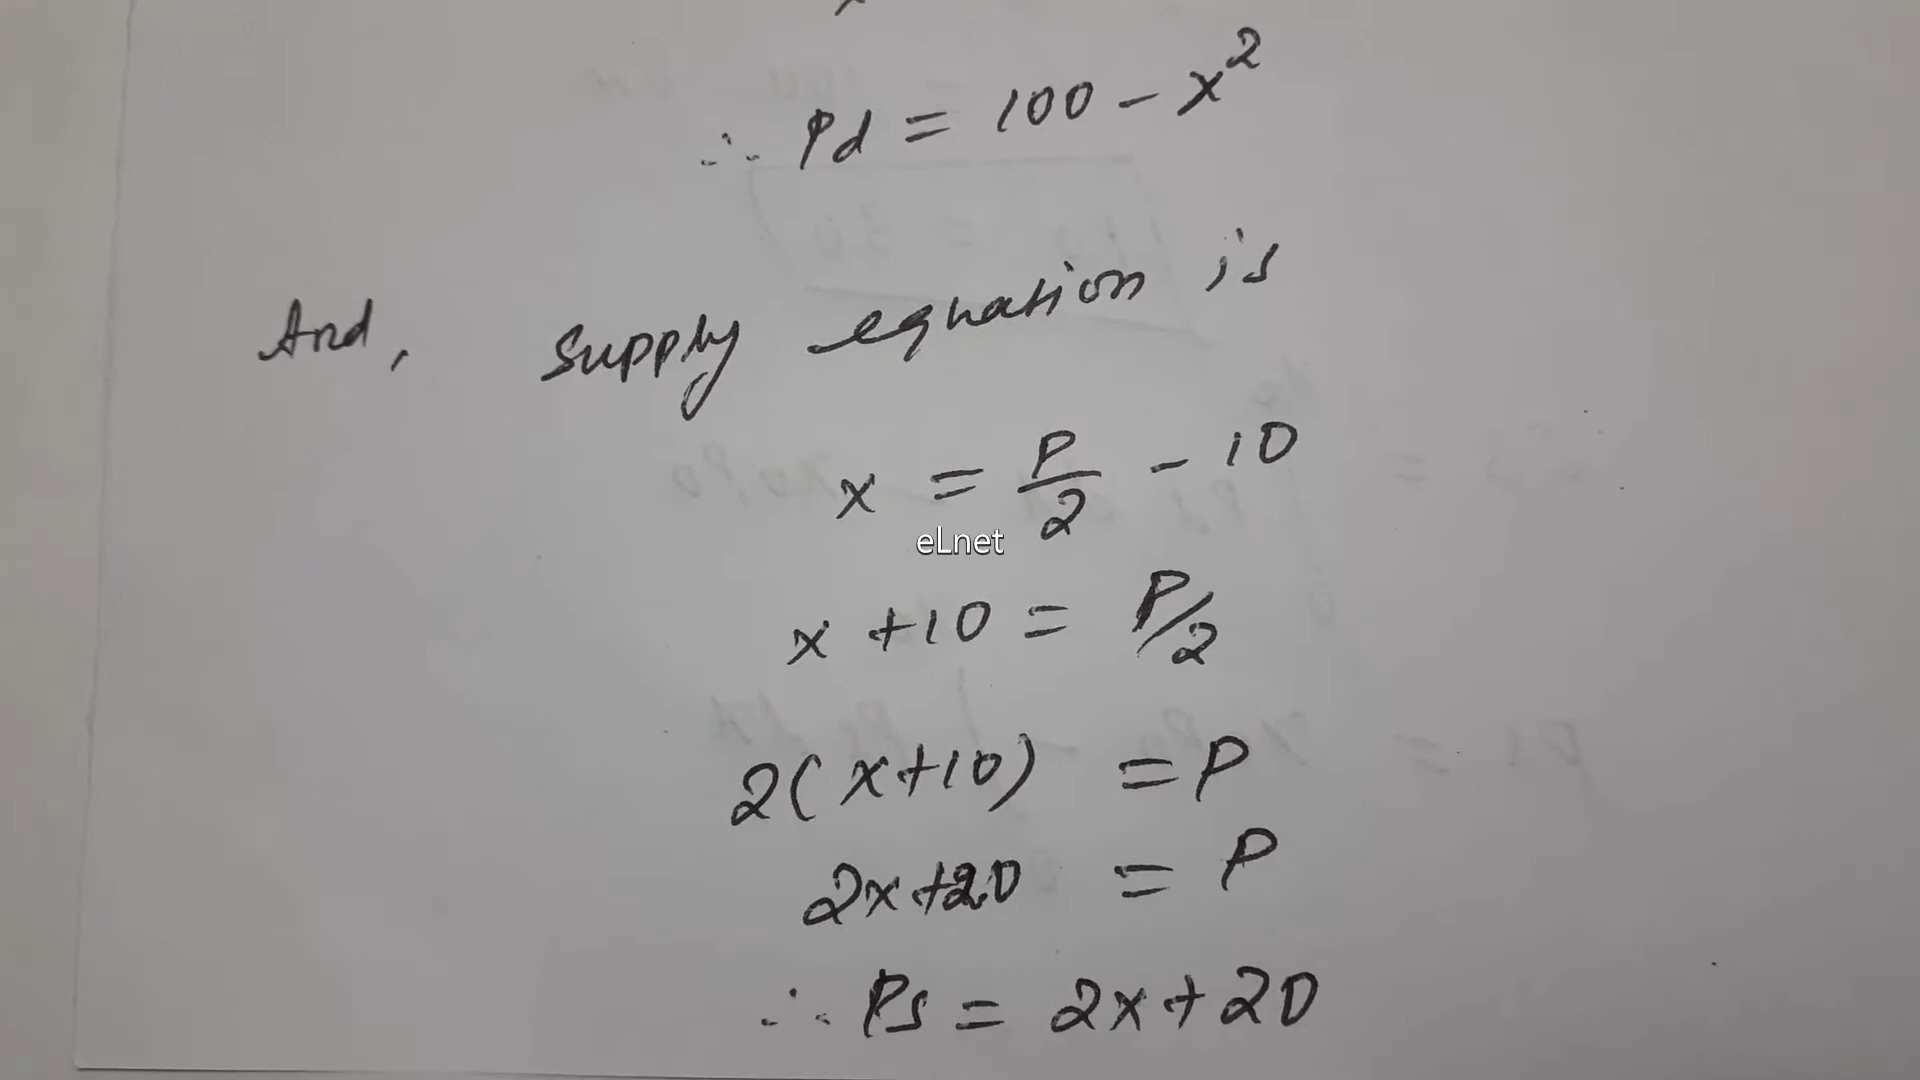 ∴ Pd = 100 - x²
And, supply equation is
x = P/2 - 10
eLnet
x + 10 = P/2
2(x+10) = P
2x+20 = P
∴ Ps = 2x+20